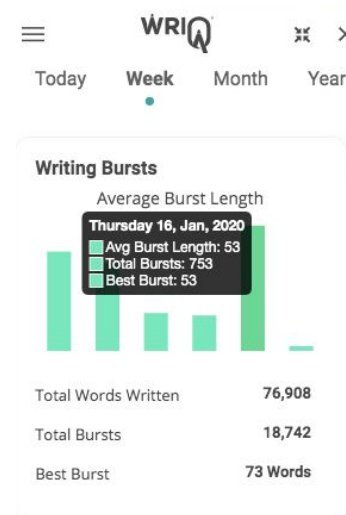 WRIQ
Today Week Month Year
Writing Bursts
Average Burst Length
Thursday 16, Jan, 2020
Avg Burst Length: 53
Total Bursts: 753
Best Burst: 53
Total Words Written 76,908
Total Bursts 18,742
Best Burst 73 Words